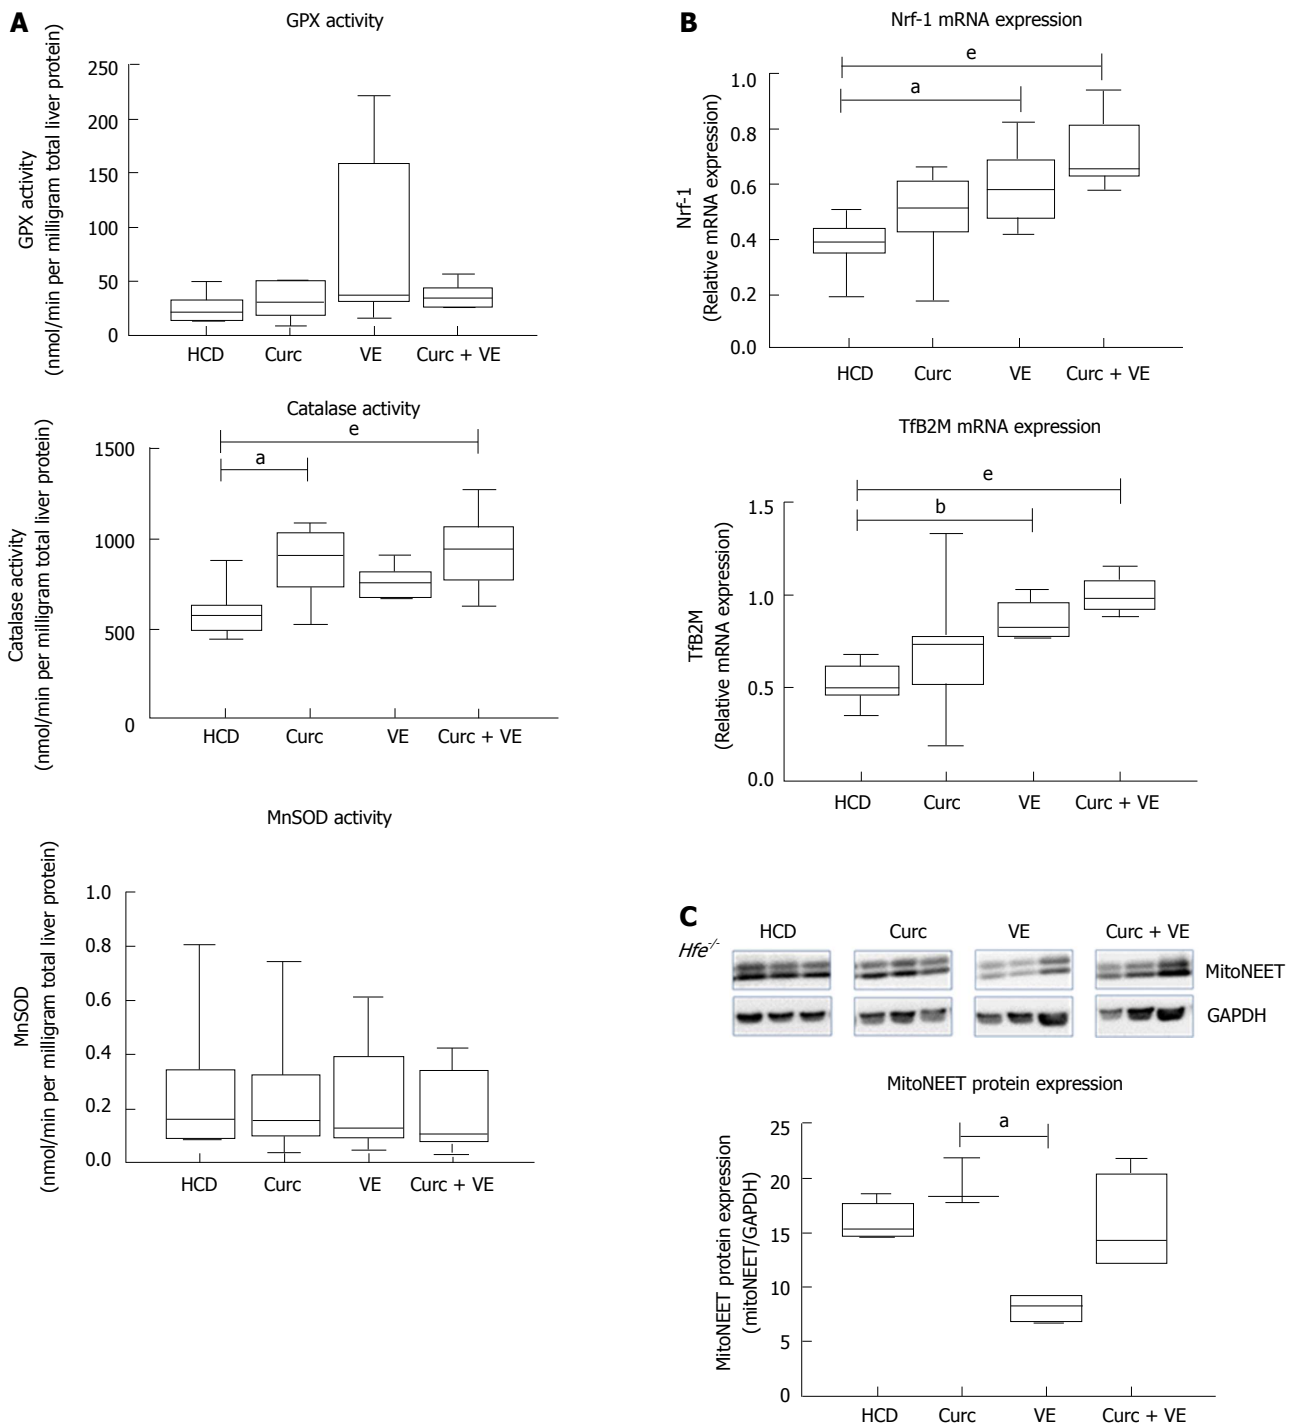 A
GPX activity
GPX activity
(nmol/min per milligram total liver protein)
250
200
150
100
50
0
HCD Curc VE Curc + VE
Catalase activity
Catalase activity
(nmol/min per milligram total liver protein)
e
a
1500
1000
500
0
HCD Curc VE Curc + VE
MnSOD activity
MnSOD
(nmol/min per milligram total liver protein)
1.0
0.8
0.6
0.4
0.2
0.0
HCD Curc VE Curc + VE
B
Nrf-1 mRNA expression
Nrf-1
(Relative mRNA expression)
e
a
1.0
0.8
0.6
0.4
0.2
0.0
HCD Curc VE Curc + VE
TfB2M mRNA expression
TfB2M
(Relative mRNA expression)
e
b
1.5
1.0
0.5
0.0
HCD Curc VE Curc + VE
C
Hfe-/-
HCD Curc VE Curc + VE
MitoNEET
GAPDH
MitoNEET protein expression
MitoNEET protein expression
(mitoNEET/GAPDH)
a
25
20
15
10
5
0
HCD Curc VE Curc + VE